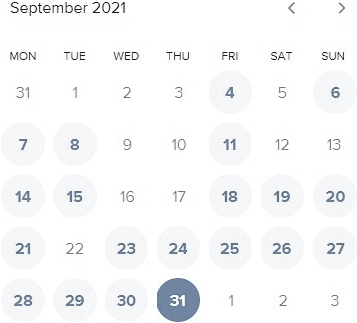 September 2021
MON TUE WED THU FRI SAT SUN
31 1 2 3 4 5 6
7 8 9 10 11 12 13
14 15 16 17 18 19 20
21 22 23 24 25 26 27
28 29 30 31 1 2 3